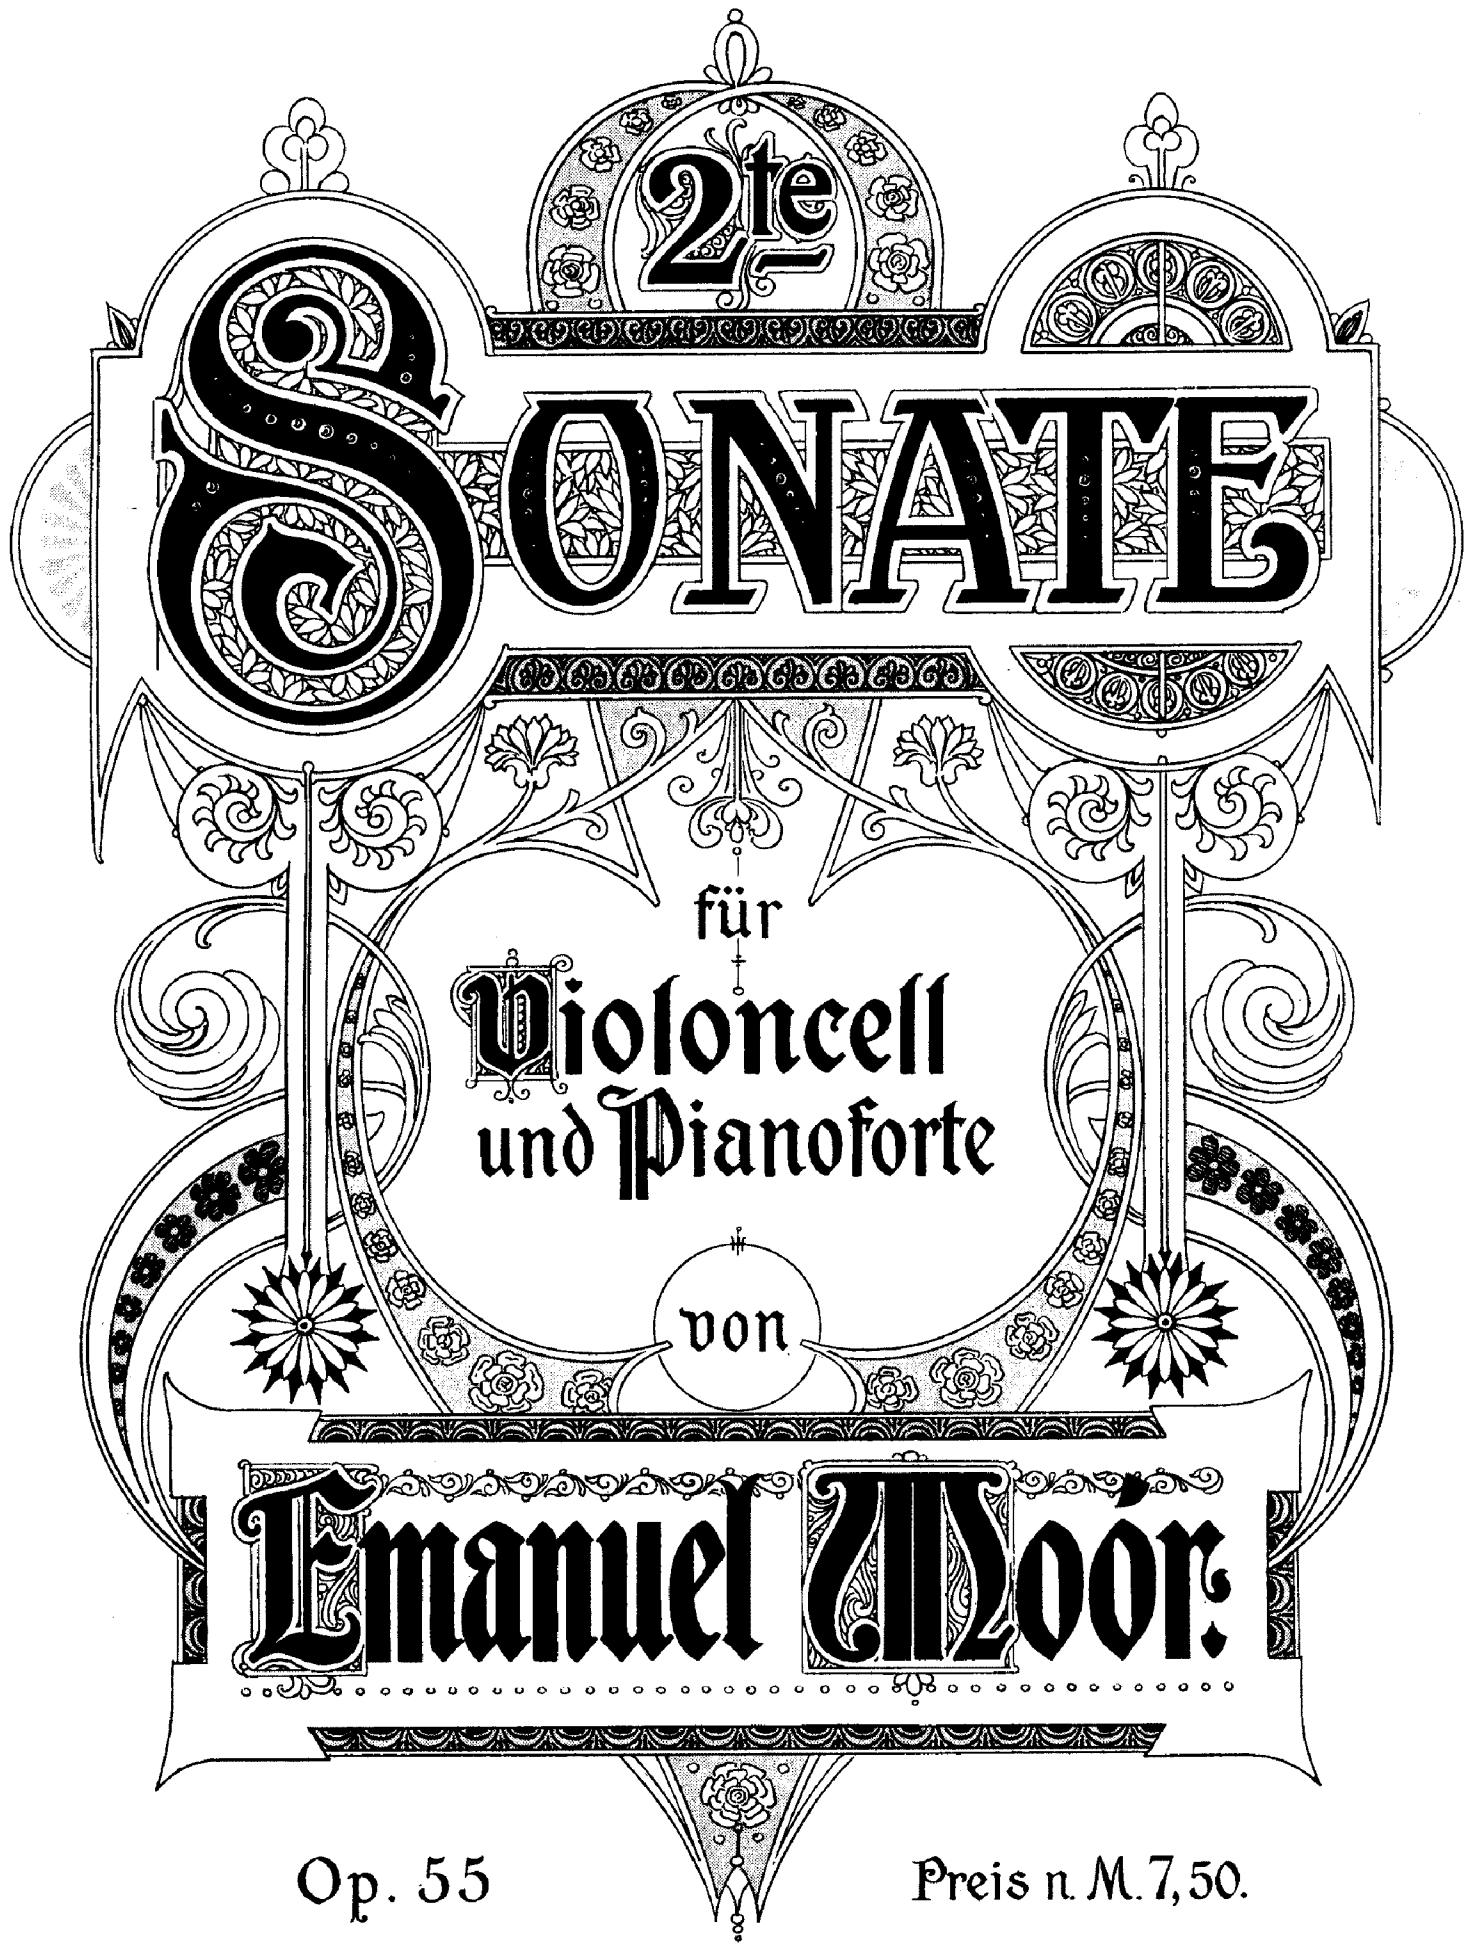 2te
SONATE
für
Violoncell
und Pianoforte
von
Emanuel Moór.
Op. 55
Preis n. M. 7,50.